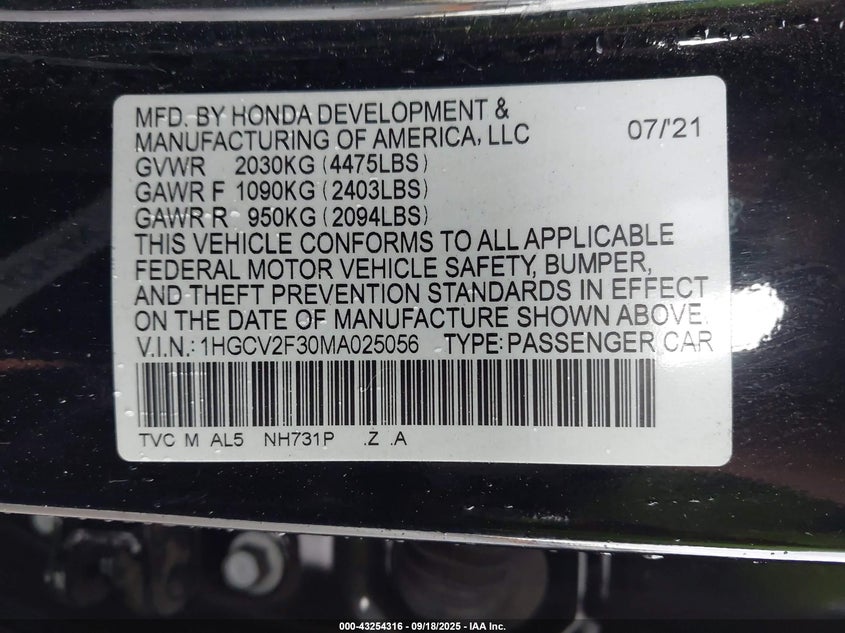 MFD. BY HONDA DEVELOPMENT &
MANUFACTURING OF AMERICA, LLC 07/'21
GVWR 2030KG (4475LBS)
GAWR F 1090KG (2403LBS)
GAWR R 950KG (2094LBS)
THIS VEHICLE CONFORMS TO ALL APPLICABLE
FEDERAL MOTOR VEHICLE SAFETY, BUMPER,
AND THEFT PREVENTION STANDARDS IN EFFECT
ON THE DATE OF MANUFACTURE SHOWN ABOVE.
V.I.N.: 1HGCV2F30MA025056 TYPE: PASSENGER CAR
TVC M AL5 NH731P .Z .A
000-43254316 - 09/18/2025 - IAA Inc.